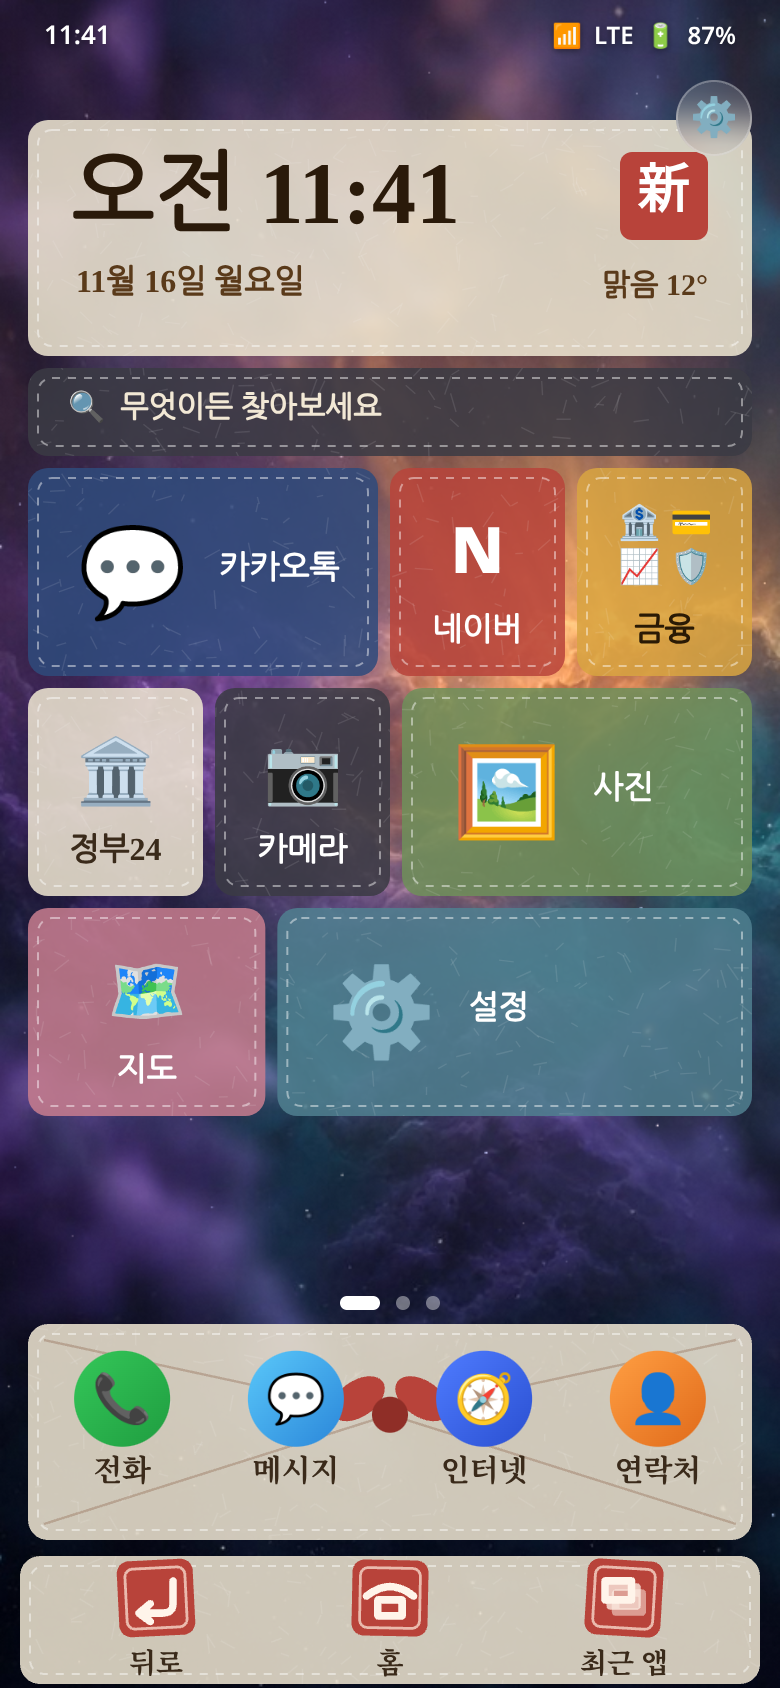 11:41 LTE 87%
오전 11:41
新
11월 16일 월요일
맑음 12°
무엇이든 찾아보세요
카카오톡
N
네이버
금융
정부24
카메라
사진
지도
설정
전화 메시지 인터넷 연락처
뒤로 홈 최근 앱